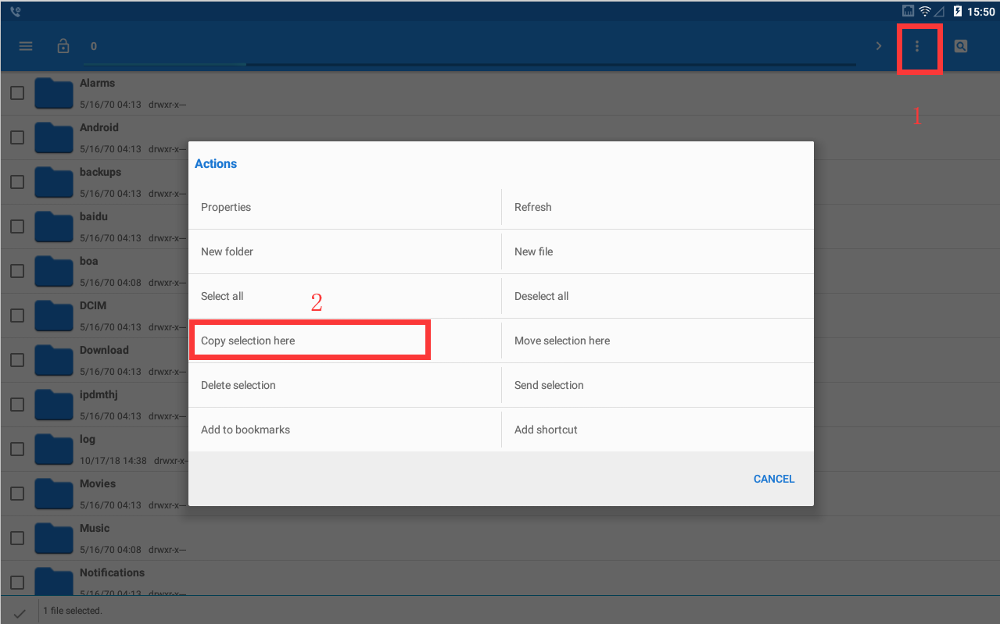 15:50
0
1
Alarms
5/16/70 04:13 drwxr-x—
Android
5/16/70 04:13 drwxr-x—
backups
5/16/70 04:13 drwxr-x—
baidu
5/16/70 04:13 drwxr-x—
boa
5/16/70 04:08 drwxr-x—
DCIM
5/16/70 04:13 drwxr-x—
Download
5/16/70 04:13 drwxr-x—
ipdmthj
5/16/70 04:13 drwxr-x—
log
10/17/18 14:38 drwxr-x—
Movies
5/16/70 04:13 drwxr-x—
Music
5/16/70 04:08 drwxr-x—
Notifications
5/16/70 04:13 drwxr-x—
Actions
Properties Refresh
New folder New file
Select all Deselect all
2
Copy selection here Move selection here
Delete selection Send selection
Add to bookmarks Add shortcut
CANCEL
1 file selected.